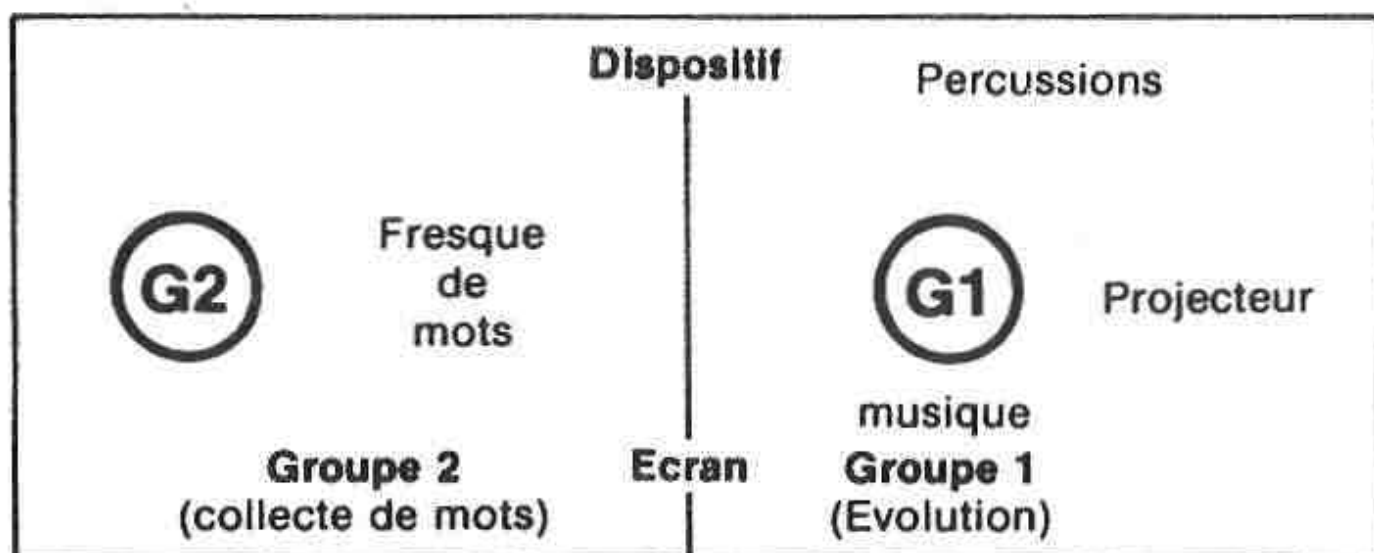 Dispositif
Percussions
G2
Fresque
de
mots
G1
Projecteur
musique
Groupe 2
(collecte de mots)
Ecran
Groupe 1
(Evolution)